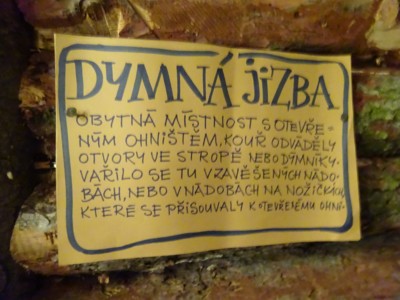 DYMNÁ JIZBA
OBYTNÁ MÍSTNOST S OTEVŘE-
NÝM OHNIŠTĚM, KOUŘ ODVÁDĚLY
OTVORY VE STROPĚ NEBO DÝMNÍKY.
VAŘILO SE TU V ZAVĚŠENÝCH NÁDO-
BÁCH, NEBO V NÁDOBÁCH NA NOŽIČKÁCH,
KTERÉ SE PŘISOUVALY K OTEVŘENÉMU OHNI.